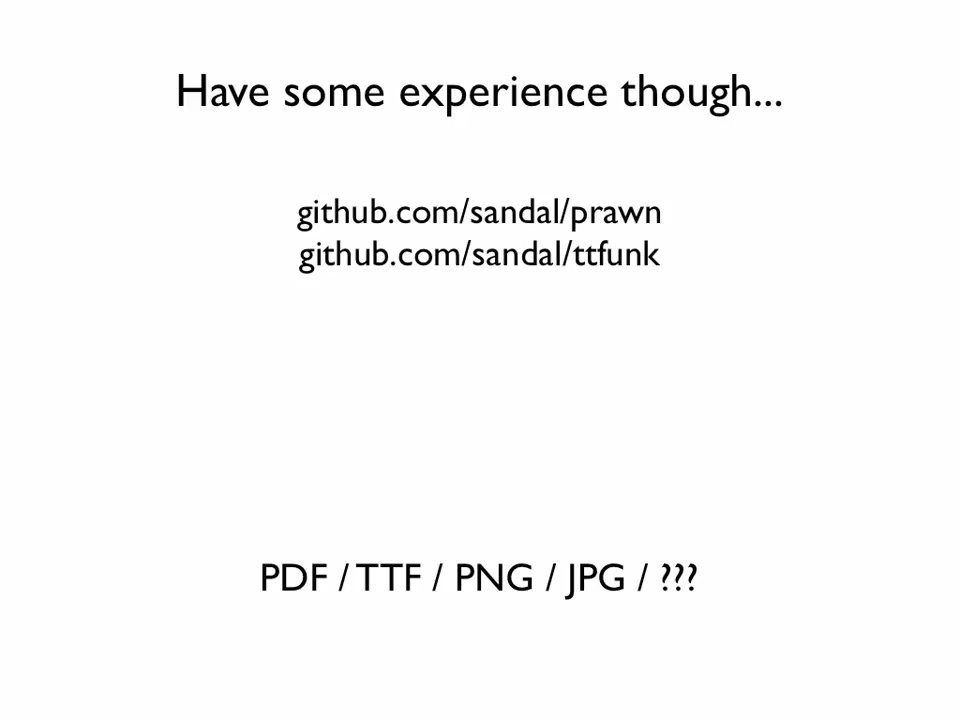 Have some experience though...
github.com/sandal/prawn
github.com/sandal/ttfunk
PDF / TTF / PNG / JPG / ???